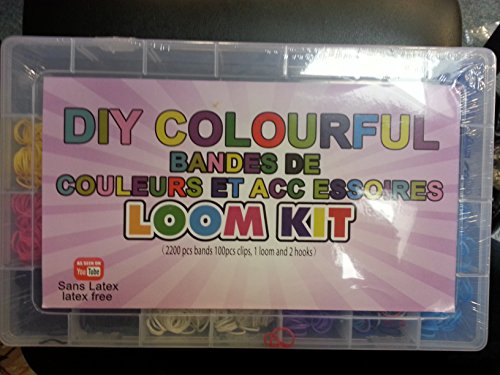 DIY COLOURFUL
BANDES DE
COULEURS ET ACC ESSOIRES
LOOM KIT
(2200 pcs bands 100pcs clips, 1 loom and 2 hooks)
AS SEEN ON
YouTube
Sans Latex
latex free